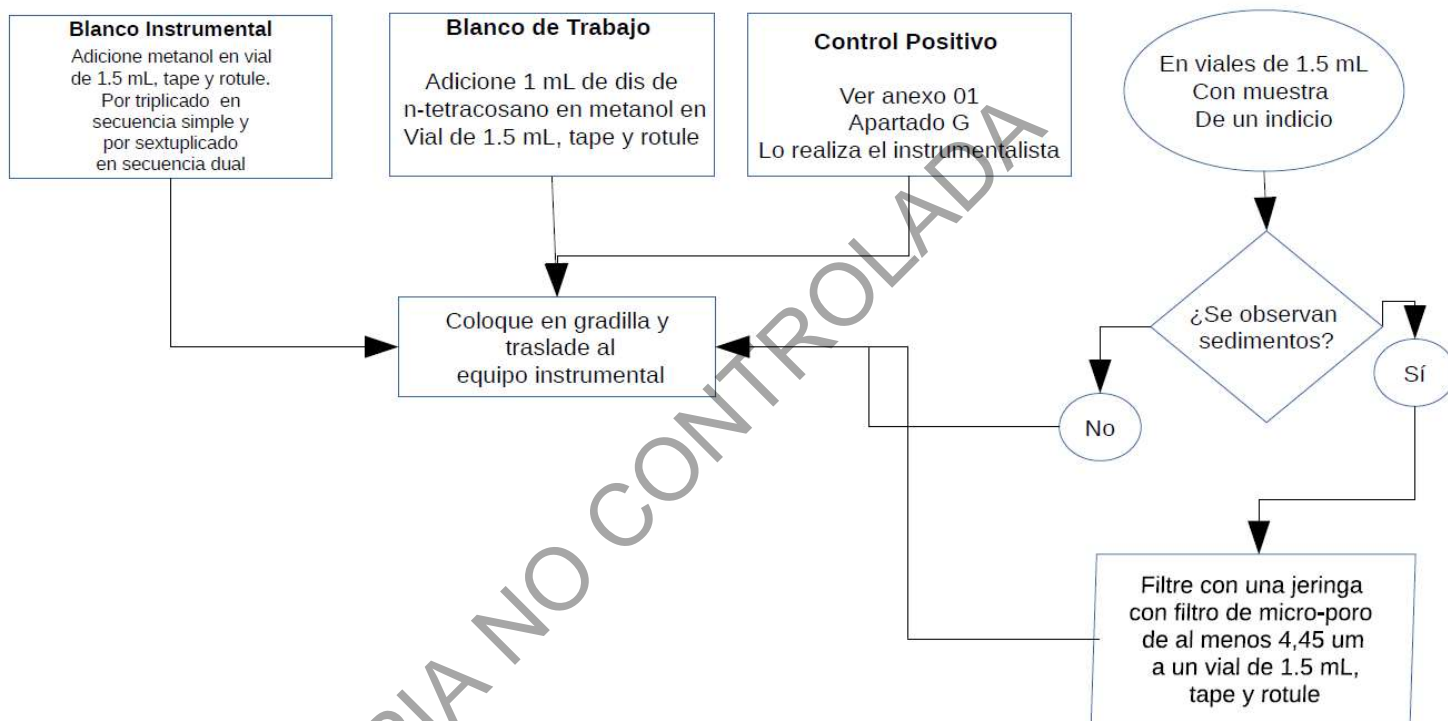 Blanco Instrumental
Adicione metanol en vial
de 1.5 mL, tape y rotule.
Por triplicado en
secuencia simple y
por sextuplicado
en secuencia dual
Blanco de Trabajo
Adicione 1 mL de dis de
n-tetracosano en metanol en
Vial de 1.5 mL, tape y rotule
Control Positivo
Ver anexo 01
Apartado G
Lo realiza el instrumentalista
En viales de 1.5 mL
Con muestra
De un indicio
Coloque en gradilla y
traslade al
equipo instrumental
¿Se observan
sedimentos?
Sí
No
Filtre con una jeringa
con filtro de micro-poro
de al menos 4,45 um
a un vial de 1.5 mL,
tape y rotule
NO CONTROLADA